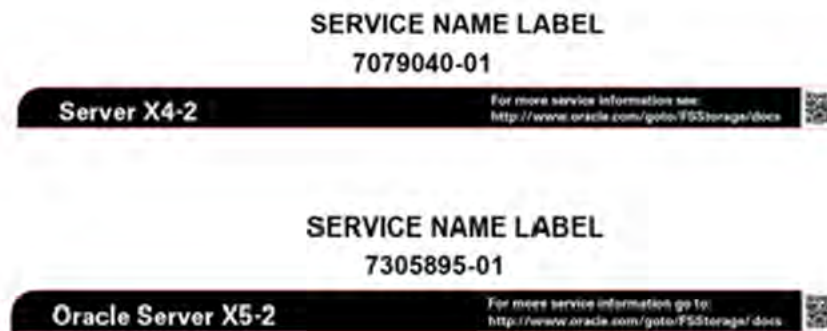 SERVICE NAME LABEL
7079040-01
Server X4-2
For more service information see:
http://www.oracle.com/goto/FSStorage/docs
SERVICE NAME LABEL
7305895-01
Oracle Server X5-2
For more service information go to:
http://www.oracle.com/goto/FSStorage/docs